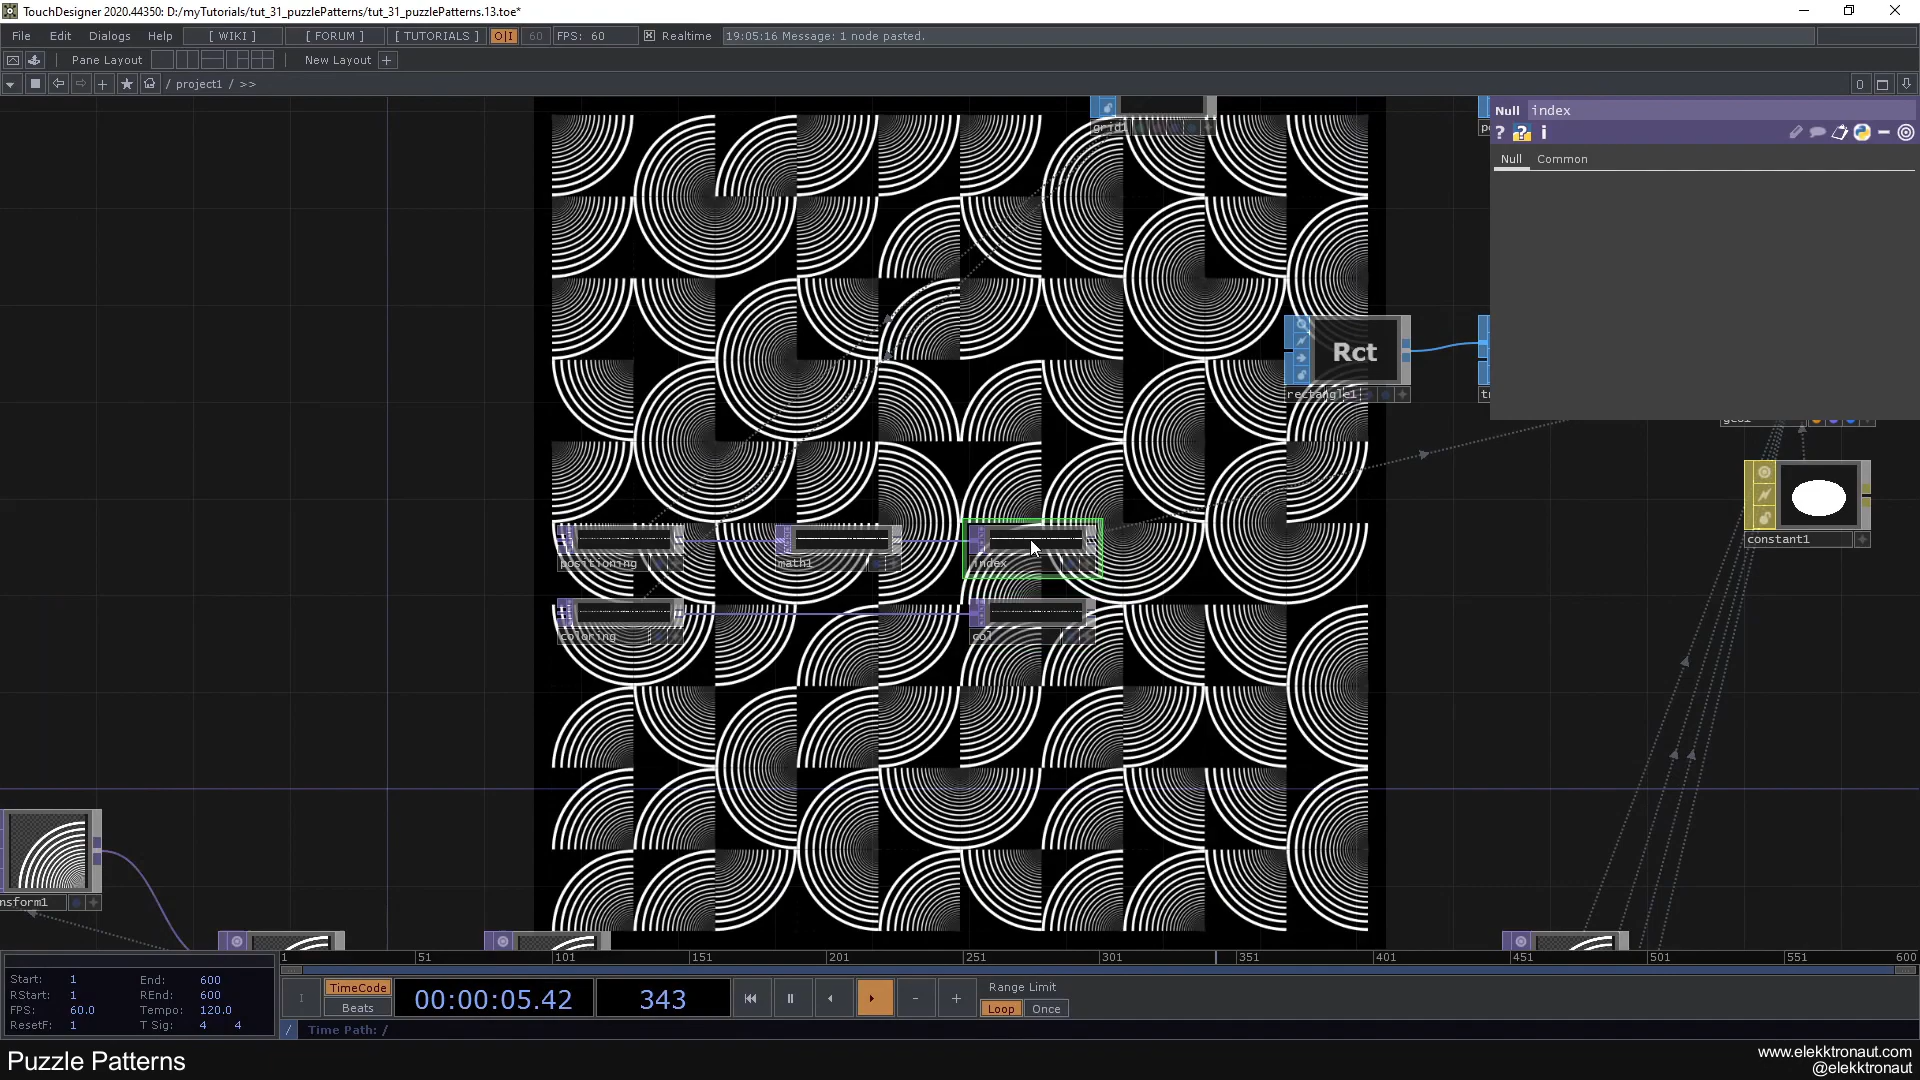 TouchDesigner 2020.44350: D:/myTutorials/tut_31_puzzlePatterns/tut_31_puzzlePatterns.13.toe*
File Edit Dialogs Help [ WIKI ] [ FORUM ] [ TUTORIALS ] O|I 60 FPS: 60 Realtime 19:05:16 Message: 1 node pasted.
Pane Layout New Layout +
/ project1 / >> 0
Null index
? ? i
Null Common
grid1
Rct
rectangle1
constant1
positioning math1 index
coloring col
nsform1
1 51 101 151 201 251 301 351 401 451 501 551 600
Start: 1 End: 600
RStart: 1 REnd: 600
FPS: 60.0 Tempo: 120.0
ResetF: 1 T Sig: 4 4
TimeCode
Beats
00:00:05.42 343
- +
Range Limit
Loop Once
/ Time Path: /
Puzzle Patterns
www.elekktronaut.com
@elekktronaut